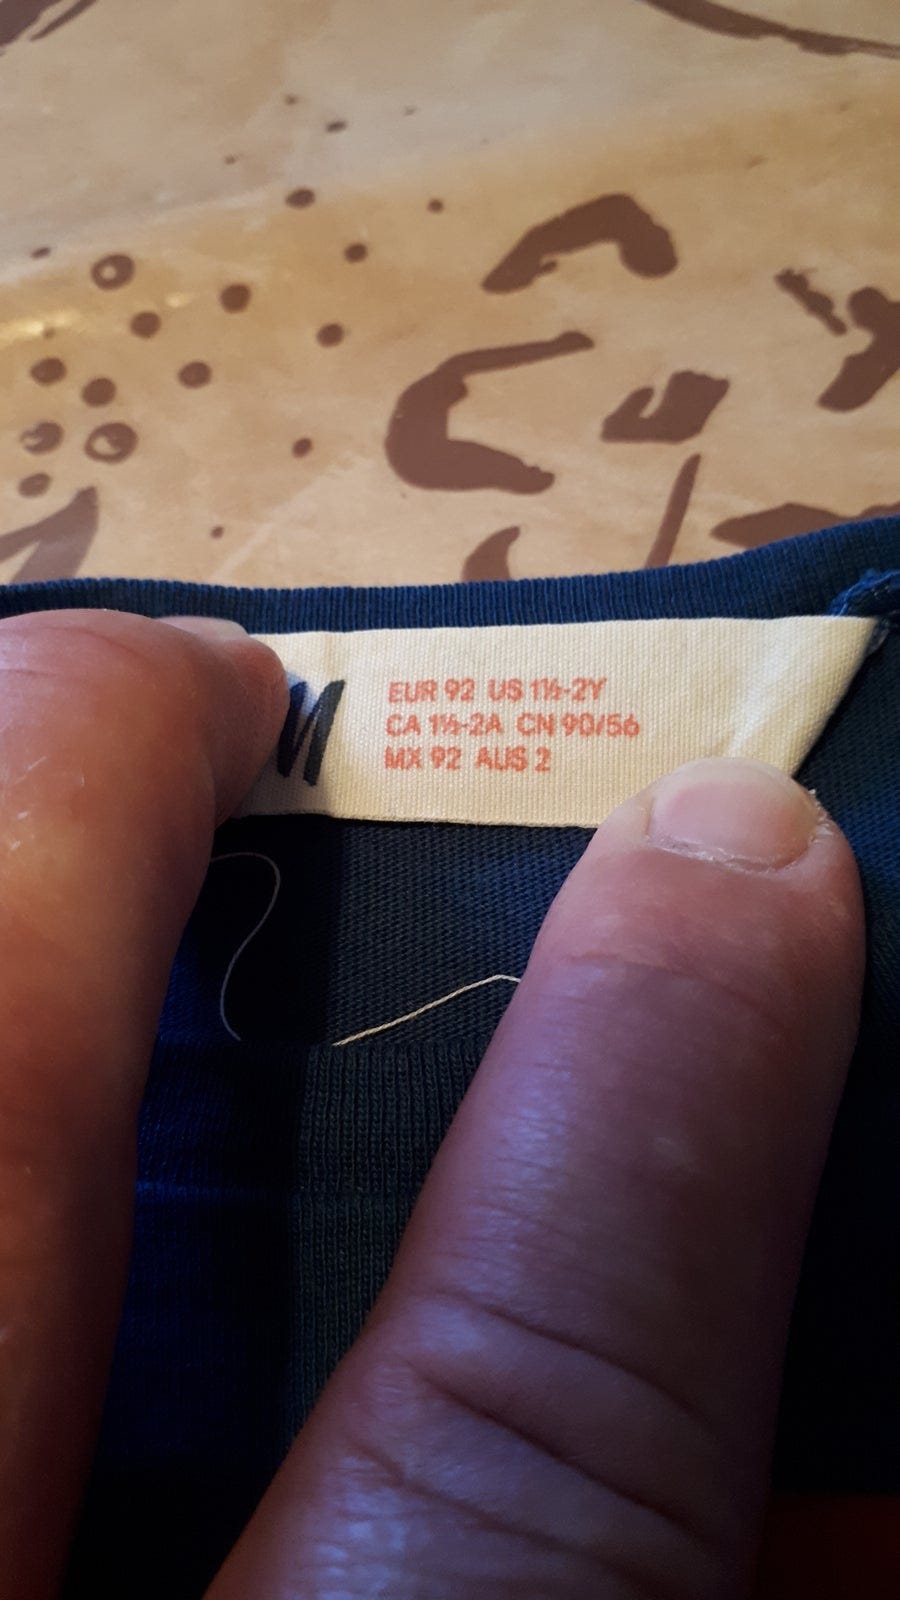 M
EUR 92 US 1½-2Y
CA 1½-2A CN 90/56
MX 92 AUS 2